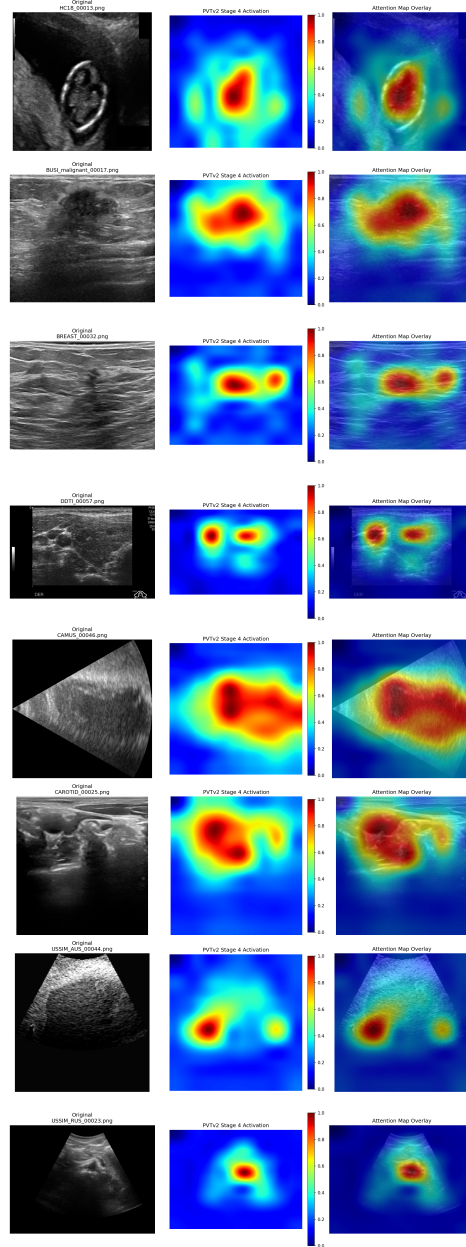 Original
HC18_00013.png
PVTv2 Stage 4 Activation
1.0
0.8
0.6
0.4
0.2
0.0
Attention Map Overlay
Original
BUSI_malignant_00017.png
PVTv2 Stage 4 Activation
1.0
0.8
0.6
0.4
0.2
0.0
Attention Map Overlay
Original
BREAST_00032.png
PVTv2 Stage 4 Activation
1.0
0.8
0.6
0.4
0.2
0.0
Attention Map Overlay
Original
DDTI_00057.png
DER
PVTv2 Stage 4 Activation
1.0
0.8
0.6
0.4
0.2
0.0
Attention Map Overlay
DER
Original
CAMUS_00046.png
PVTv2 Stage 4 Activation
1.0
0.8
0.6
0.4
0.2
0.0
Attention Map Overlay
Original
CAROTID_00025.png
PVTv2 Stage 4 Activation
1.0
0.8
0.6
0.4
0.2
0.0
Attention Map Overlay
Original
USSIM_AUS_00044.png
PVTv2 Stage 4 Activation
1.0
0.8
0.6
0.4
0.2
0.0
Attention Map Overlay
Original
USSIM_RUS_00023.png
PVTv2 Stage 4 Activation
1.0
0.8
0.6
0.4
0.2
0.0
Attention Map Overlay